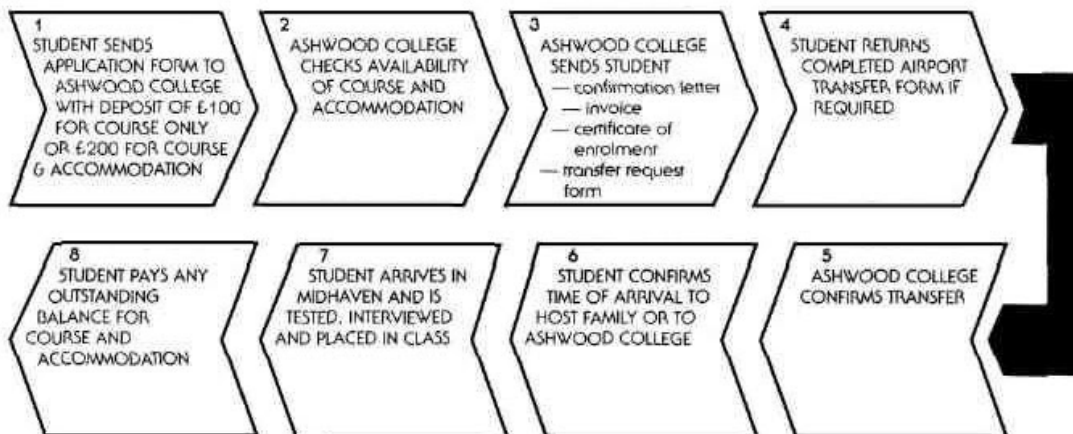 1
STUDENT SENDS
APPLICATION FORM TO
ASHWOOD COLLEGE
WITH DEPOSIT OF £100
FOR COURSE ONLY
OR £200 FOR COURSE
& ACCOMMODATION
2
ASHWOOD COLLEGE
CHECKS AVAILABILITY
OF COURSE AND
ACCOMMODATION
3
ASHWOOD COLLEGE
SENDS STUDENT
— confirmation letter
— invoice
— certificate of
enrolment
— transfer request
form
4
STUDENT RETURNS
COMPLETED AIRPORT
TRANSFER FORM IF
REQUIRED
5
ASHWOOD COLLEGE
CONFIRMS TRANSFER
6
STUDENT CONFIRMS
TIME OF ARRIVAL TO
HOST FAMILY OR TO
ASHWOOD COLLEGE
7
STUDENT ARRIVES IN
MIDHAVEN AND IS
TESTED, INTERVIEWED
AND PLACED IN CLASS
8
STUDENT PAYS ANY
OUTSTANDING
BALANCE FOR
COURSE AND
ACCOMMODATION